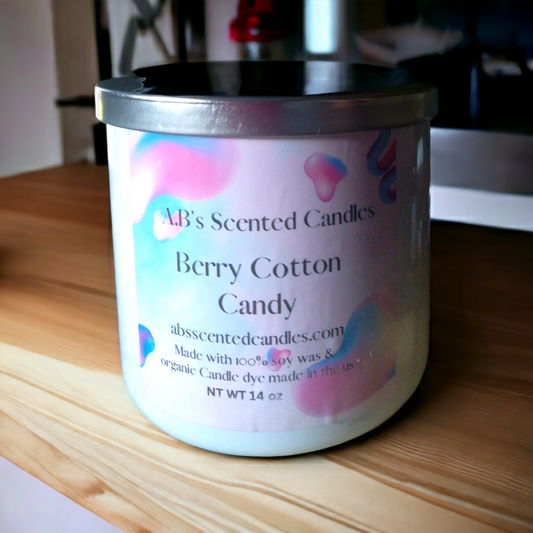 A.B's Scented Candles
Berry Cotton
Candy
absscentedcandles.com
Made with 100% soy was &
organic Candle dye made in the us
NT WT 14 oz